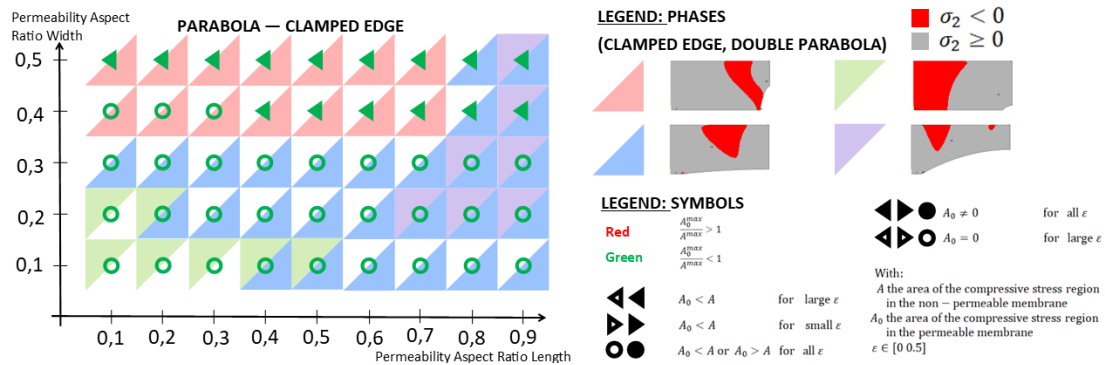 Permeability Aspect
Ratio Width
PARABOLA — CLAMPED EDGE
0,5
0,4
0,3
0,2
0,1
0,1 0,2 0,3 0,4 0,5 0,6 0,7 0,8 0,9
Permeability Aspect Ratio Length
LEGEND: PHASES
(CLAMPED EDGE, DOUBLE PARABOLA)
σ₂ < 0
σ₂ ≥ 0
LEGEND: SYMBOLS
Red A₀ᵐᵃˣ/Aᵐᵃˣ > 1
Green A₀ᵐᵃˣ/Aᵐᵃˣ < 1
A₀ < A for large ε
A₀ < A for small ε
A₀ < A or A₀ > A for all ε
A₀ ≠ 0 for all ε
A₀ = 0 for large ε
With:
A the area of the compressive stress region
in the non − permeable membrane
A₀ the area of the compressive stress region
in the permeable membrane
ε ∈ [0 0.5]